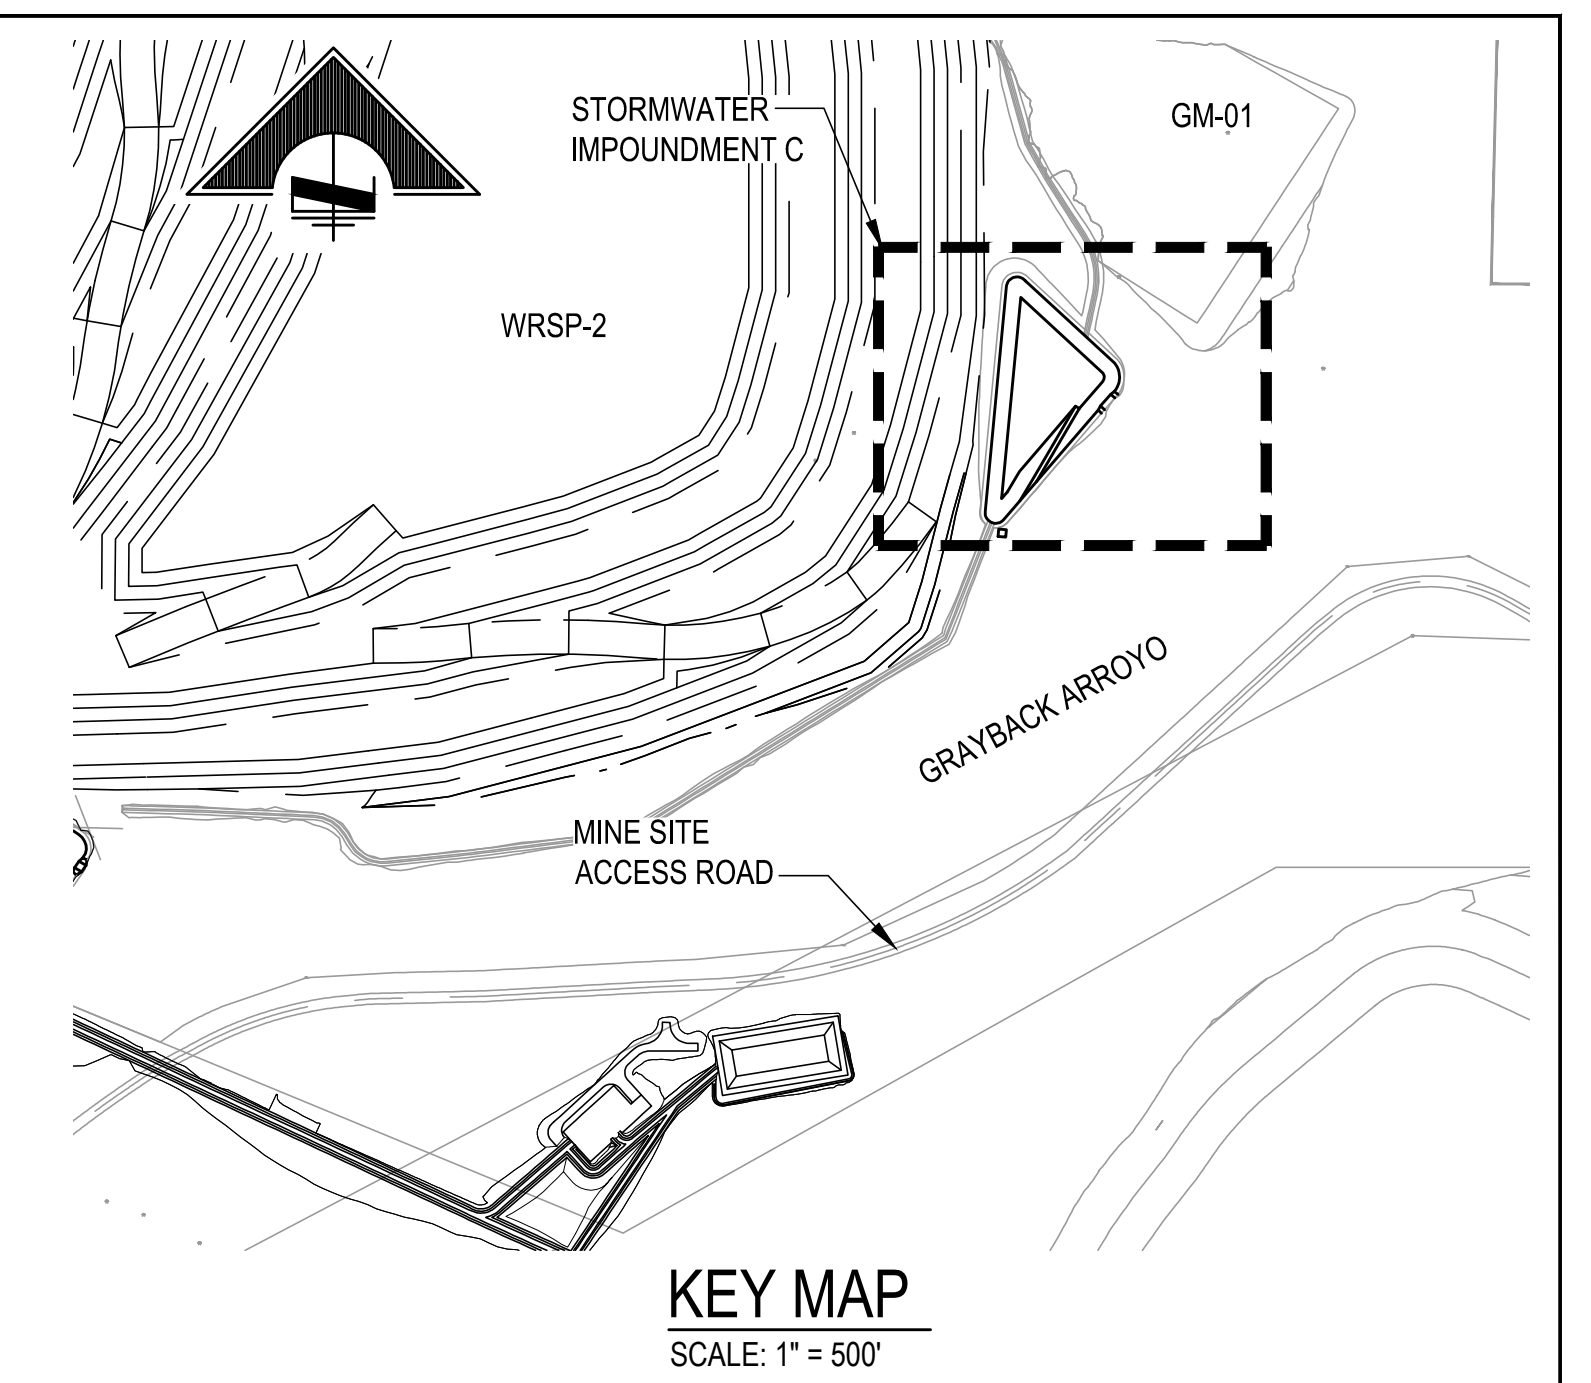 STORMWATER
IMPOUNDMENT C
GM-01
WRSP-2
GRAYBACK ARROYO
MINE SITE
ACCESS ROAD
KEY MAP
SCALE: 1" = 500'